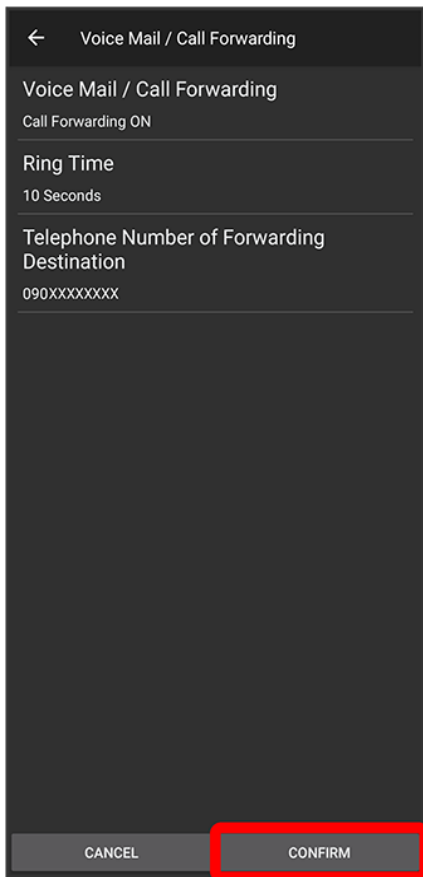 Voice Mail / Call Forwarding
Voice Mail / Call Forwarding
Call Forwarding ON
Ring Time
10 Seconds
Telephone Number of Forwarding
Destination
090XXXXXXXX
CANCEL
CONFIRM